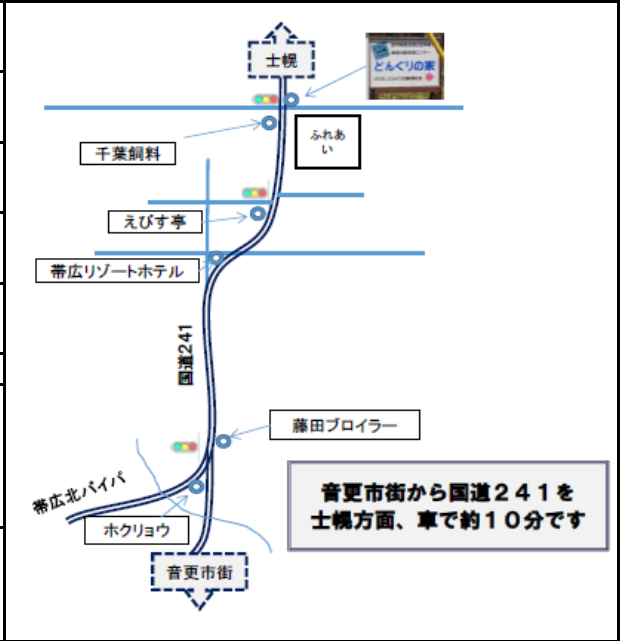 士幌
どんぐりの家
千葉飼料
ふれあ
い
えびす亭
帯広リゾートホテル
国道241
藤田ブロイラー
帯広北バイパ
ホクリョウ
音更市街から国道２４１を
士幌方面、車で約１０分です
音更市街